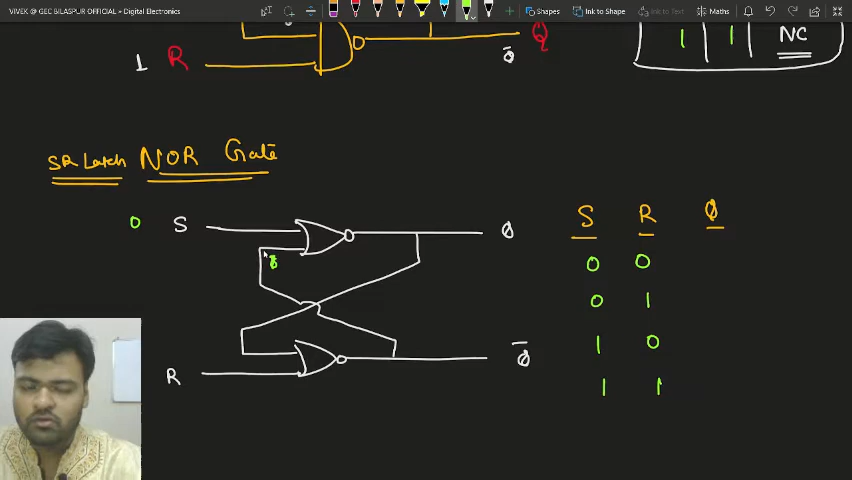 VIVEK @ GEC BILASPUR OFFICIAL • Digital Electronics
Shapes Ink to Shape Maths
1 R Q̅ Q
1 1 NC
SR Latch NOR Gate
0 S Q
S R Q
0 0
0 1
1 0
1 1
R Q̅